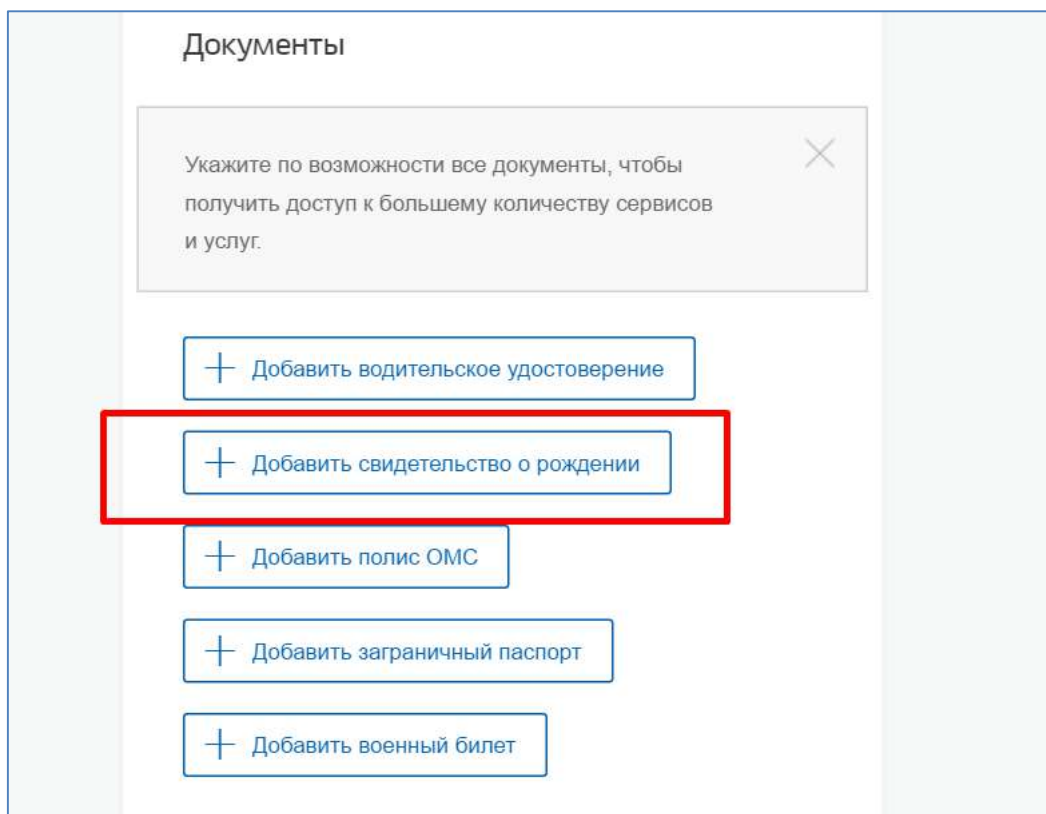 Документы
Укажите по возможности все документы, чтобы
получить доступ к большему количеству сервисов
и услуг.
Добавить водительское удостоверение
Добавить свидетельство о рождении
Добавить полис ОМС
Добавить заграничный паспорт
Добавить военный билет